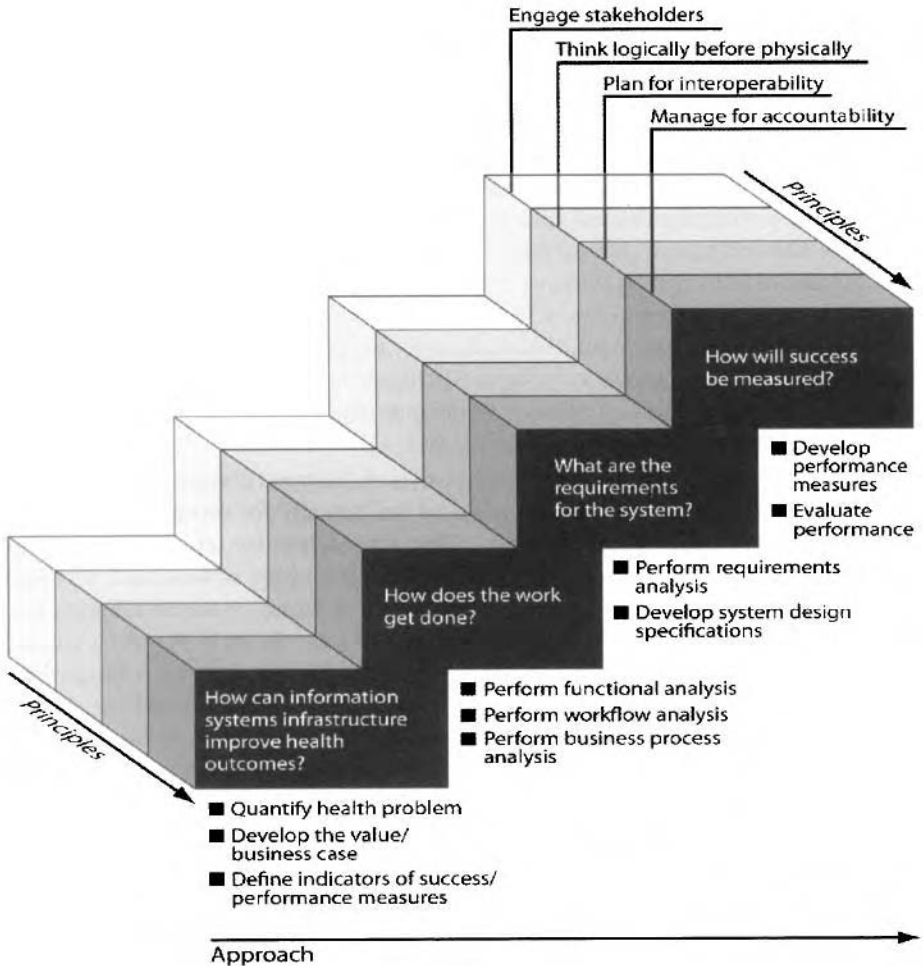 Engage stakeholders
Think logically before physically
Plan for interoperability
Manage for accountability
Principles
How will success
be measured?
■ Develop
performance
measures
■ Evaluate
performance
What are the
requirements
for the system?
■ Perform requirements
analysis
■ Develop system design
specifications
How does the work
get done?
■ Perform functional analysis
■ Perform workflow analysis
■ Perform business process
analysis
How can information
systems infrastructure
improve health
outcomes?
Principles
■ Quantify health problem
■ Develop the value/
business case
■ Define indicators of success/
performance measures
Approach